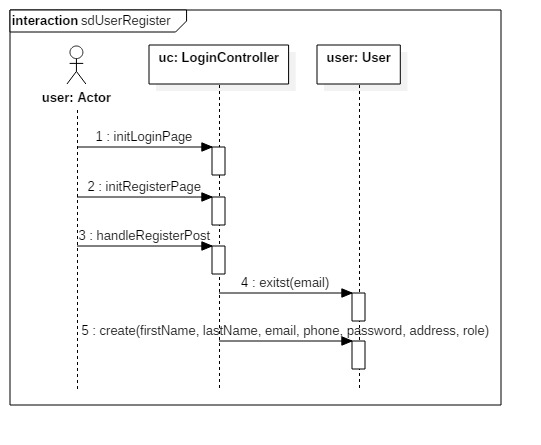 interaction sdUserRegister
uc: LoginController
user: User
user: Actor
1 : initLoginPage
2 : initRegisterPage
3 : handleRegisterPost
4 : exitst(email)
5 : create(firstName, lastName, email, phone, password, address, role)